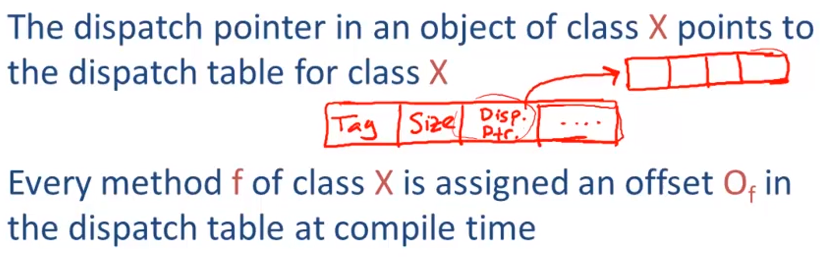 The dispatch pointer in an object of class X points to
the dispatch table for class X
Tag Size Disp. Ptr. ....
Every method f of class X is assigned an offset Of in
the dispatch table at compile time